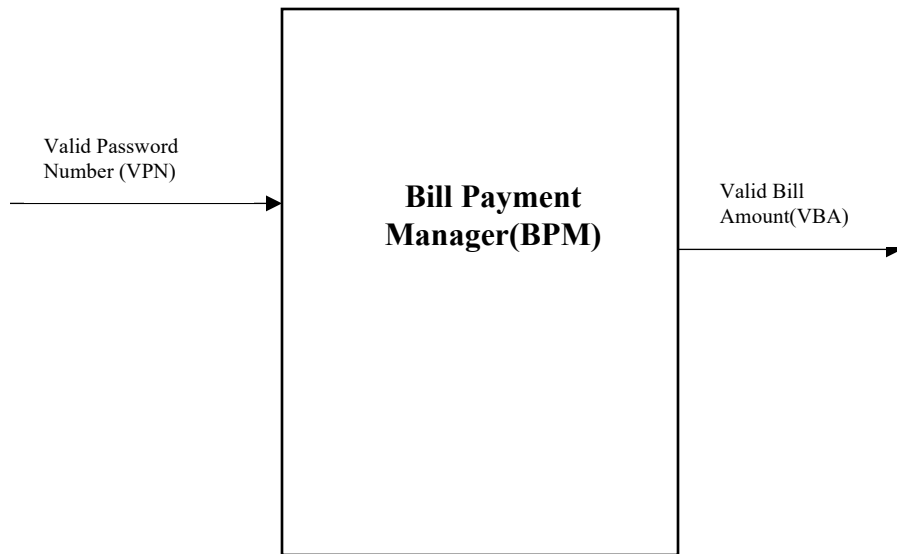 Valid Password
Number (VPN)
Bill Payment
Manager(BPM)
Valid Bill
Amount(VBA)